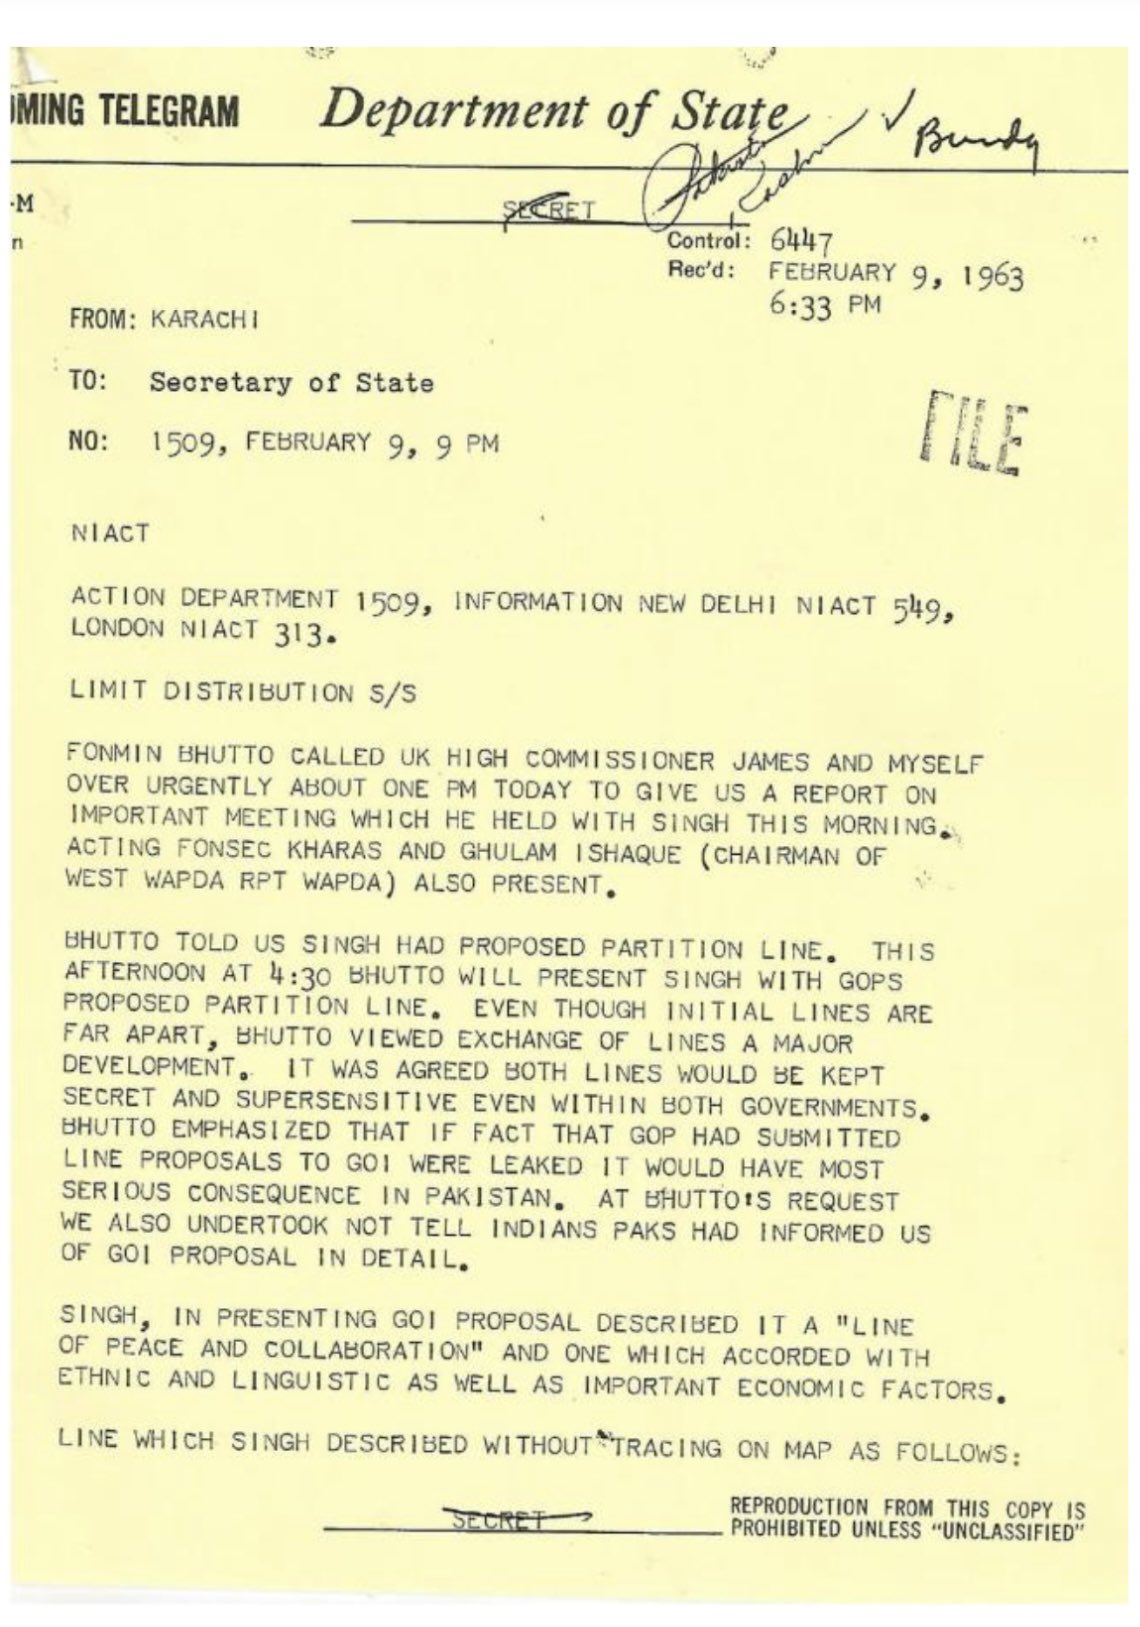 OMING TELEGRAM Department of State
Bundy
-M
SECRET
n
Control: 6447
Rec'd: FEBRUARY 9, 1963
6:33 PM
FROM: KARACHI
TO: Secretary of State
FILE
NO: 1509, FEBRUARY 9, 9 PM
NIACT
ACTION DEPARTMENT 1509, INFORMATION NEW DELHI NIACT 549,
LONDON NIACT 313.
LIMIT DISTRIBUTION S/S
FONMIN BHUTTO CALLED UK HIGH COMMISSIONER JAMES AND MYSELF
OVER URGENTLY ABOUT ONE PM TODAY TO GIVE US A REPORT ON
IMPORTANT MEETING WHICH HE HELD WITH SINGH THIS MORNING.
ACTING FONSEC KHARAS AND GHULAM ISHAQUE (CHAIRMAN OF
WEST WAPDA RPT WAPDA) ALSO PRESENT.
BHUTTO TOLD US SINGH HAD PROPOSED PARTITION LINE. THIS
AFTERNOON AT 4:30 BHUTTO WILL PRESENT SINGH WITH GOPS
PROPOSED PARTITION LINE. EVEN THOUGH INITIAL LINES ARE
FAR APART, BHUTTO VIEWED EXCHANGE OF LINES A MAJOR
DEVELOPMENT. IT WAS AGREED BOTH LINES WOULD BE KEPT
SECRET AND SUPERSENSITIVE EVEN WITHIN BOTH GOVERNMENTS.
BHUTTO EMPHASIZED THAT IF FACT THAT GOP HAD SUBMITTED
LINE PROPOSALS TO GOI WERE LEAKED IT WOULD HAVE MOST
SERIOUS CONSEQUENCE IN PAKISTAN. AT BHUTTO'S REQUEST
WE ALSO UNDERTOOK NOT TELL INDIANS PAKS HAD INFORMED US
OF GOI PROPOSAL IN DETAIL.
SINGH, IN PRESENTING GOI PROPOSAL DESCRIBED IT A "LINE
OF PEACE AND COLLABORATION" AND ONE WHICH ACCORDED WITH
ETHNIC AND LINGUISTIC AS WELL AS IMPORTANT ECONOMIC FACTORS.
LINE WHICH SINGH DESCRIBED WITHOUT TRACING ON MAP AS FOLLOWS:
SECRET
REPRODUCTION FROM THIS COPY IS
PROHIBITED UNLESS "UNCLASSIFIED"